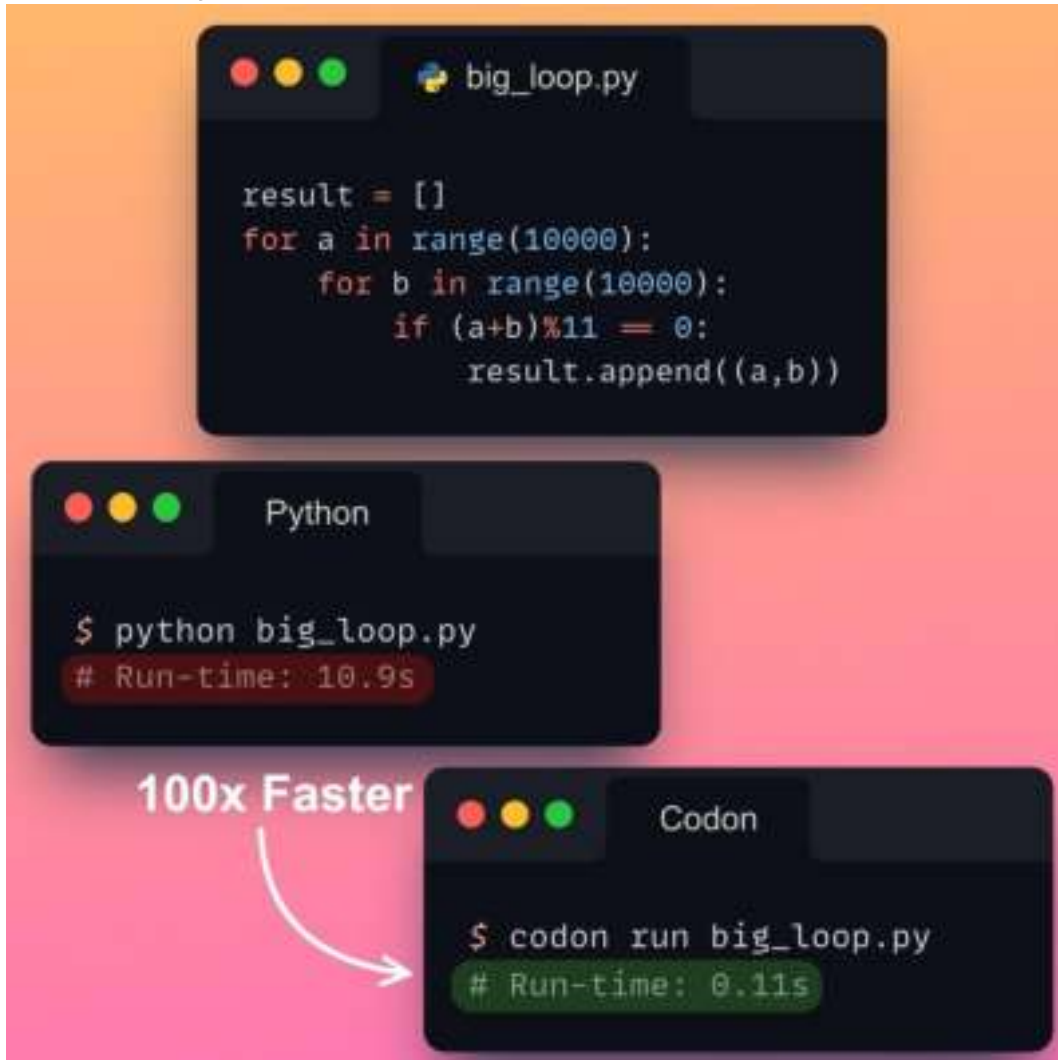 big_loop.py
result = []
for a in range(10000):
for b in range(10000):
if (a+b)%11 == 0:
result.append((a,b))
Python
$ python big_loop.py
# Run-time: 10.9s
100x Faster
Codon
$ codon run big_loop.py
# Run-time: 0.11s